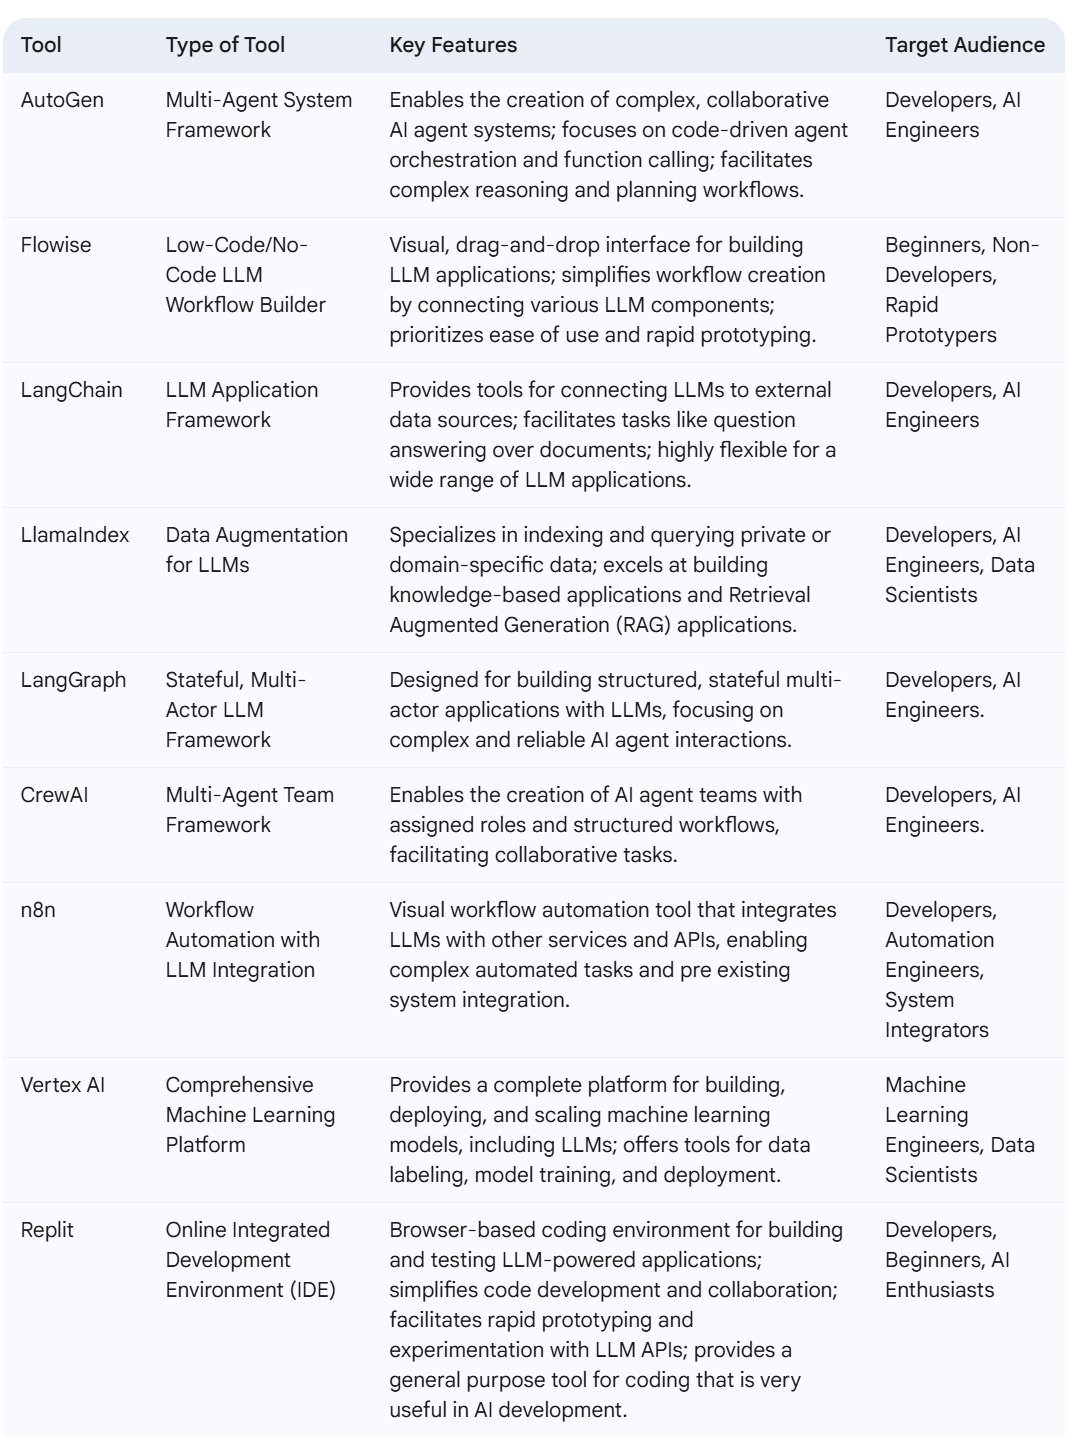 Tool Type of Tool Key Features Target Audience
AutoGen
Multi-Agent System
Framework
Enables the creation of complex, collaborative
AI agent systems; focuses on code-driven agent
orchestration and function calling; facilitates
complex reasoning and planning workflows.
Developers, AI
Engineers
Flowise
Low-Code/No-
Code LLM
Workflow Builder
Visual, drag-and-drop interface for building
LLM applications; simplifies workflow creation
by connecting various LLM components;
prioritizes ease of use and rapid prototyping.
Beginners, Non-
Developers,
Rapid
Prototypers
LangChain
LLM Application
Framework
Provides tools for connecting LLMs to external
data sources; facilitates tasks like question
answering over documents; highly flexible for a
wide range of LLM applications.
Developers, AI
Engineers
LlamaIndex
Data Augmentation
for LLMs
Specializes in indexing and querying private or
domain-specific data; excels at building
knowledge-based applications and Retrieval
Augmented Generation (RAG) applications.
Developers, AI
Engineers, Data
Scientists
LangGraph
Stateful, Multi-
Actor LLM
Framework
Designed for building structured, stateful multi-
actor applications with LLMs, focusing on
complex and reliable AI agent interactions.
Developers, AI
Engineers.
CrewAI
Multi-Agent Team
Framework
Enables the creation of AI agent teams with
assigned roles and structured workflows,
facilitating collaborative tasks.
Developers, AI
Engineers.
n8n
Workflow
Automation with
LLM Integration
Visual workflow automation tool that integrates
LLMs with other services and APIs, enabling
complex automated tasks and pre existing
system integration.
Developers,
Automation
Engineers,
System
Integrators
Vertex AI
Comprehensive
Machine Learning
Platform
Provides a complete platform for building,
deploying, and scaling machine learning
models, including LLMs; offers tools for data
labeling, model training, and deployment.
Machine
Learning
Engineers, Data
Scientists
Replit
Online Integrated
Development
Environment (IDE)
Browser-based coding environment for building
and testing LLM-powered applications;
simplifies code development and collaboration;
facilitates rapid prototyping and
experimentation with LLM APIs; provides a
general purpose tool for coding that is very
useful in AI development.
Developers,
Beginners, AI
Enthusiasts